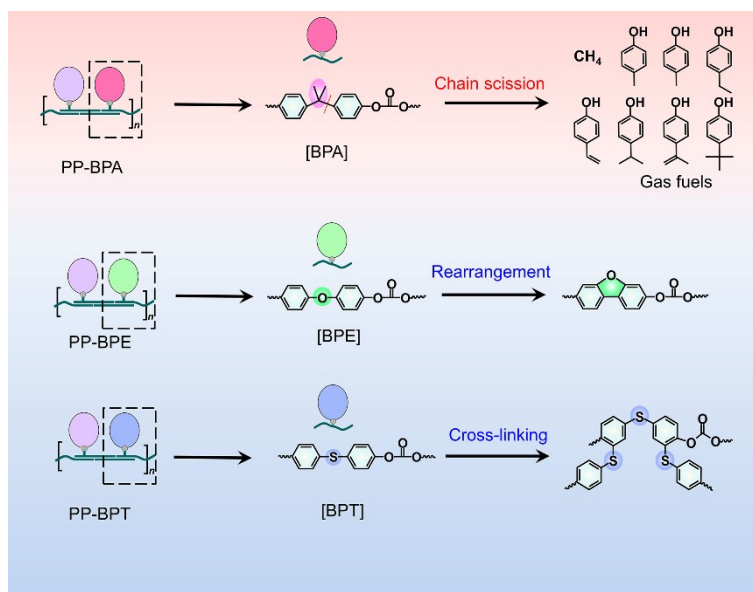 PP-BPA
[BPA]
Chain scission
CH4
OH OH OH
OH OH OH OH
Gas fuels
n
O O
O
PP-BPE
[BPE]
Rearrangement
n
O O O
O
O
O O
O
PP-BPT
[BPT]
Cross-linking
n
S O O
O
S
S S
O O
O